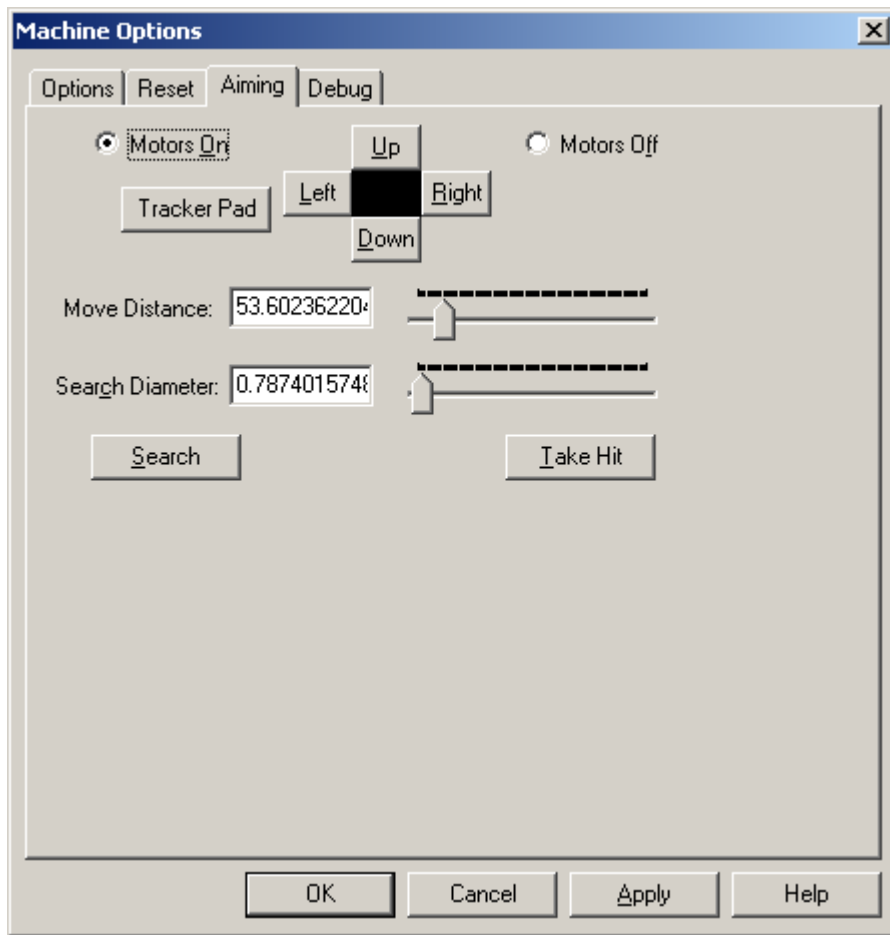 Machine Options
Options Reset Aiming Debug
Motors On Up Motors Off
Tracker Pad Left Right
Down
Move Distance: 53.602362204
Search Diameter: 0.7874015748
Search Take Hit
OK Cancel Apply Help